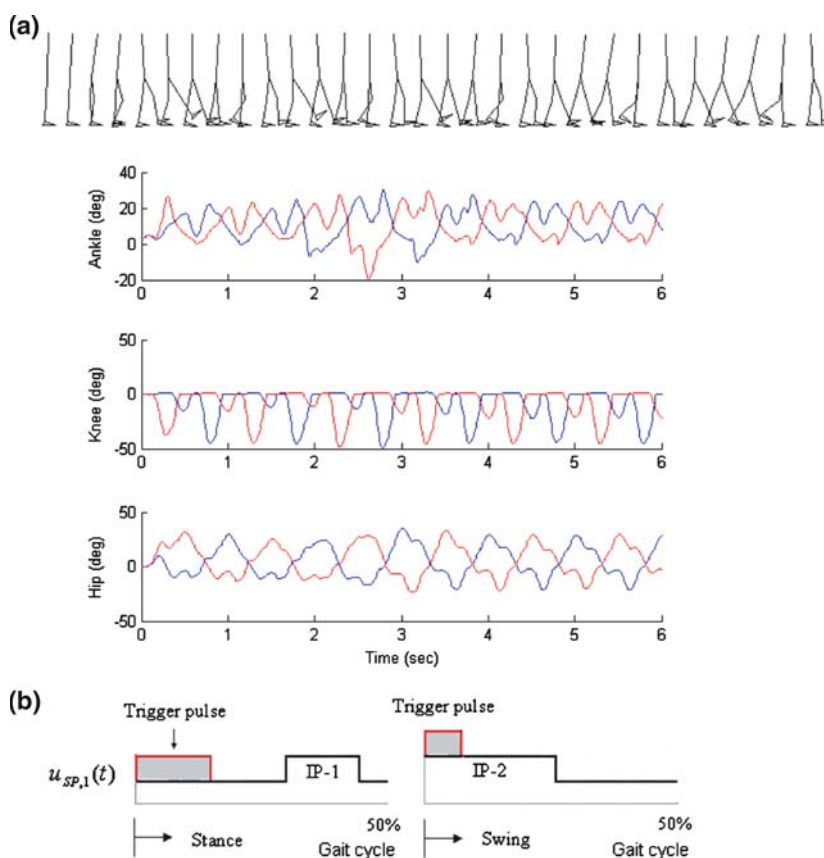 (a)
40
20
0
-20
Ankle (deg)
0 1 2 3 4 5 6
50
0
-50
Knee (deg)
0 1 2 3 4 5 6
50
0
-50
Hip (deg)
0 1 2 3 4 5 6
Time (sec)
(b)
Trigger pulse Trigger pulse
u_{SP,1}(t) IP-1 IP-2
50% 50%
Stance Swing
Gait cycle Gait cycle